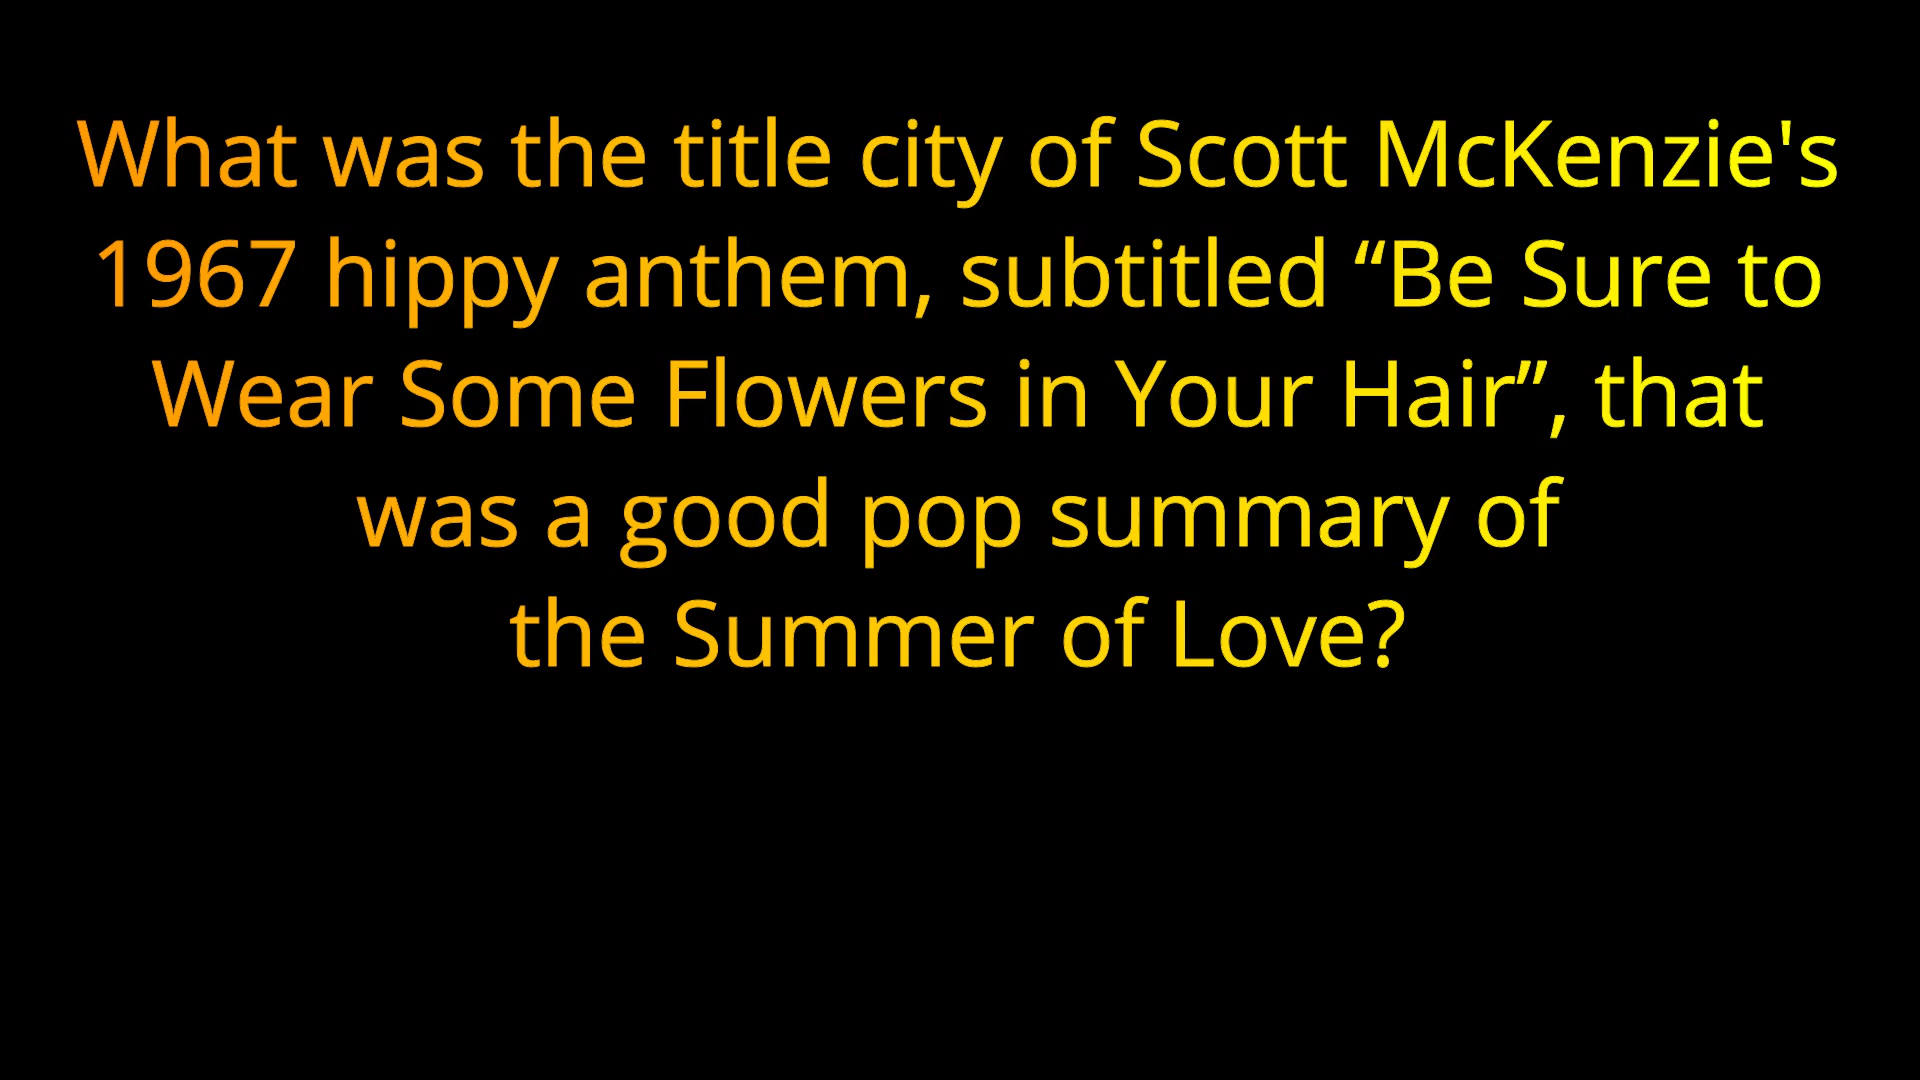 What was the title city of Scott McKenzie's
1967 hippy anthem, subtitled “Be Sure to
Wear Some Flowers in Your Hair”, that
was a good pop summary of
the Summer of Love?